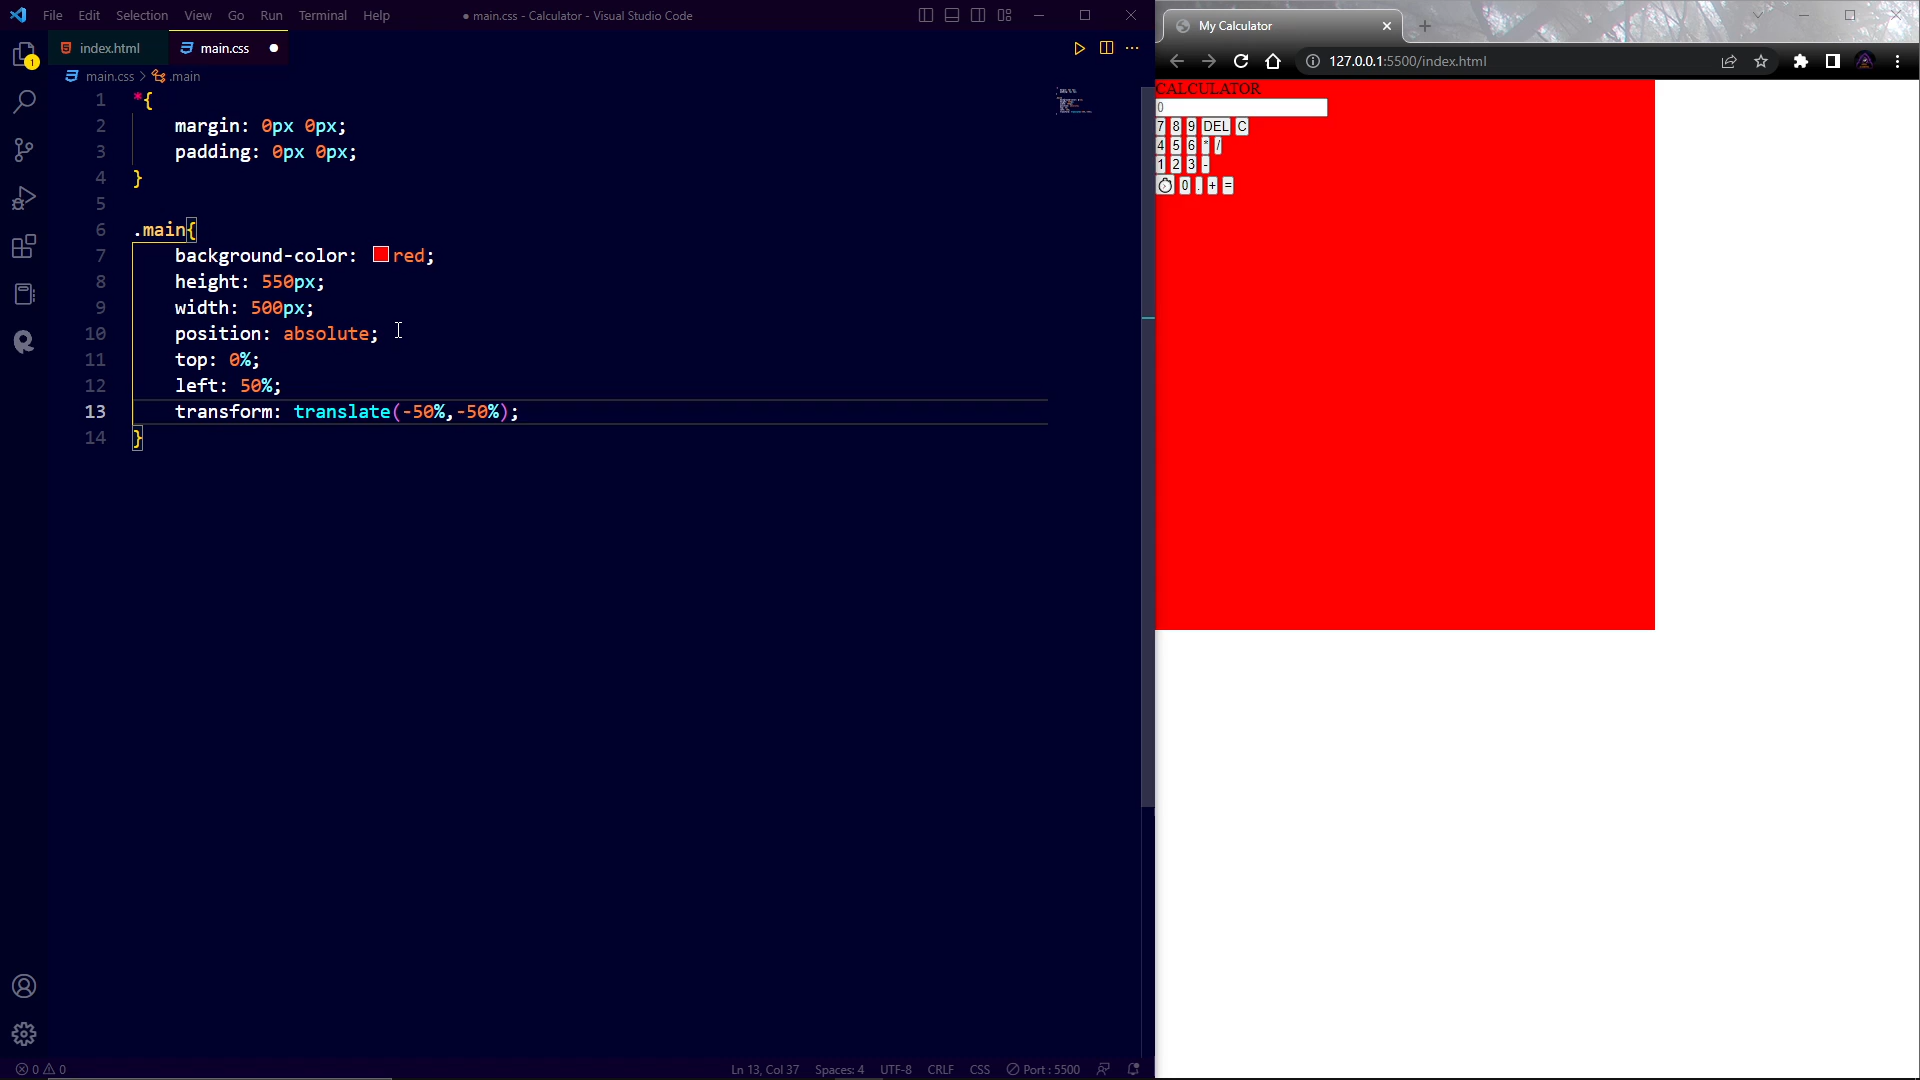 File Edit Selection View Go Run Terminal Help
● main.css - Calculator - Visual Studio Code
index.html
main.css
main.css > .main
1 *{
2 margin: 0px 0px;
3 padding: 0px 0px;
4 }
5
6 .main{
7 background-color: red;
8 height: 550px;
9 width: 500px;
10 position: absolute;
11 top: 0%;
12 left: 50%;
13 transform: translate(-50%,-50%);
14 }
1
0 0
Ln 13, Col 37
Spaces: 4
UTF-8
CRLF
CSS
Port : 5500
My Calculator
127.0.0.1:5500/index.html
CALCULATOR
0
7 8 9 DEL C
4 5 6 * /
1 2 3 -
0 . + =